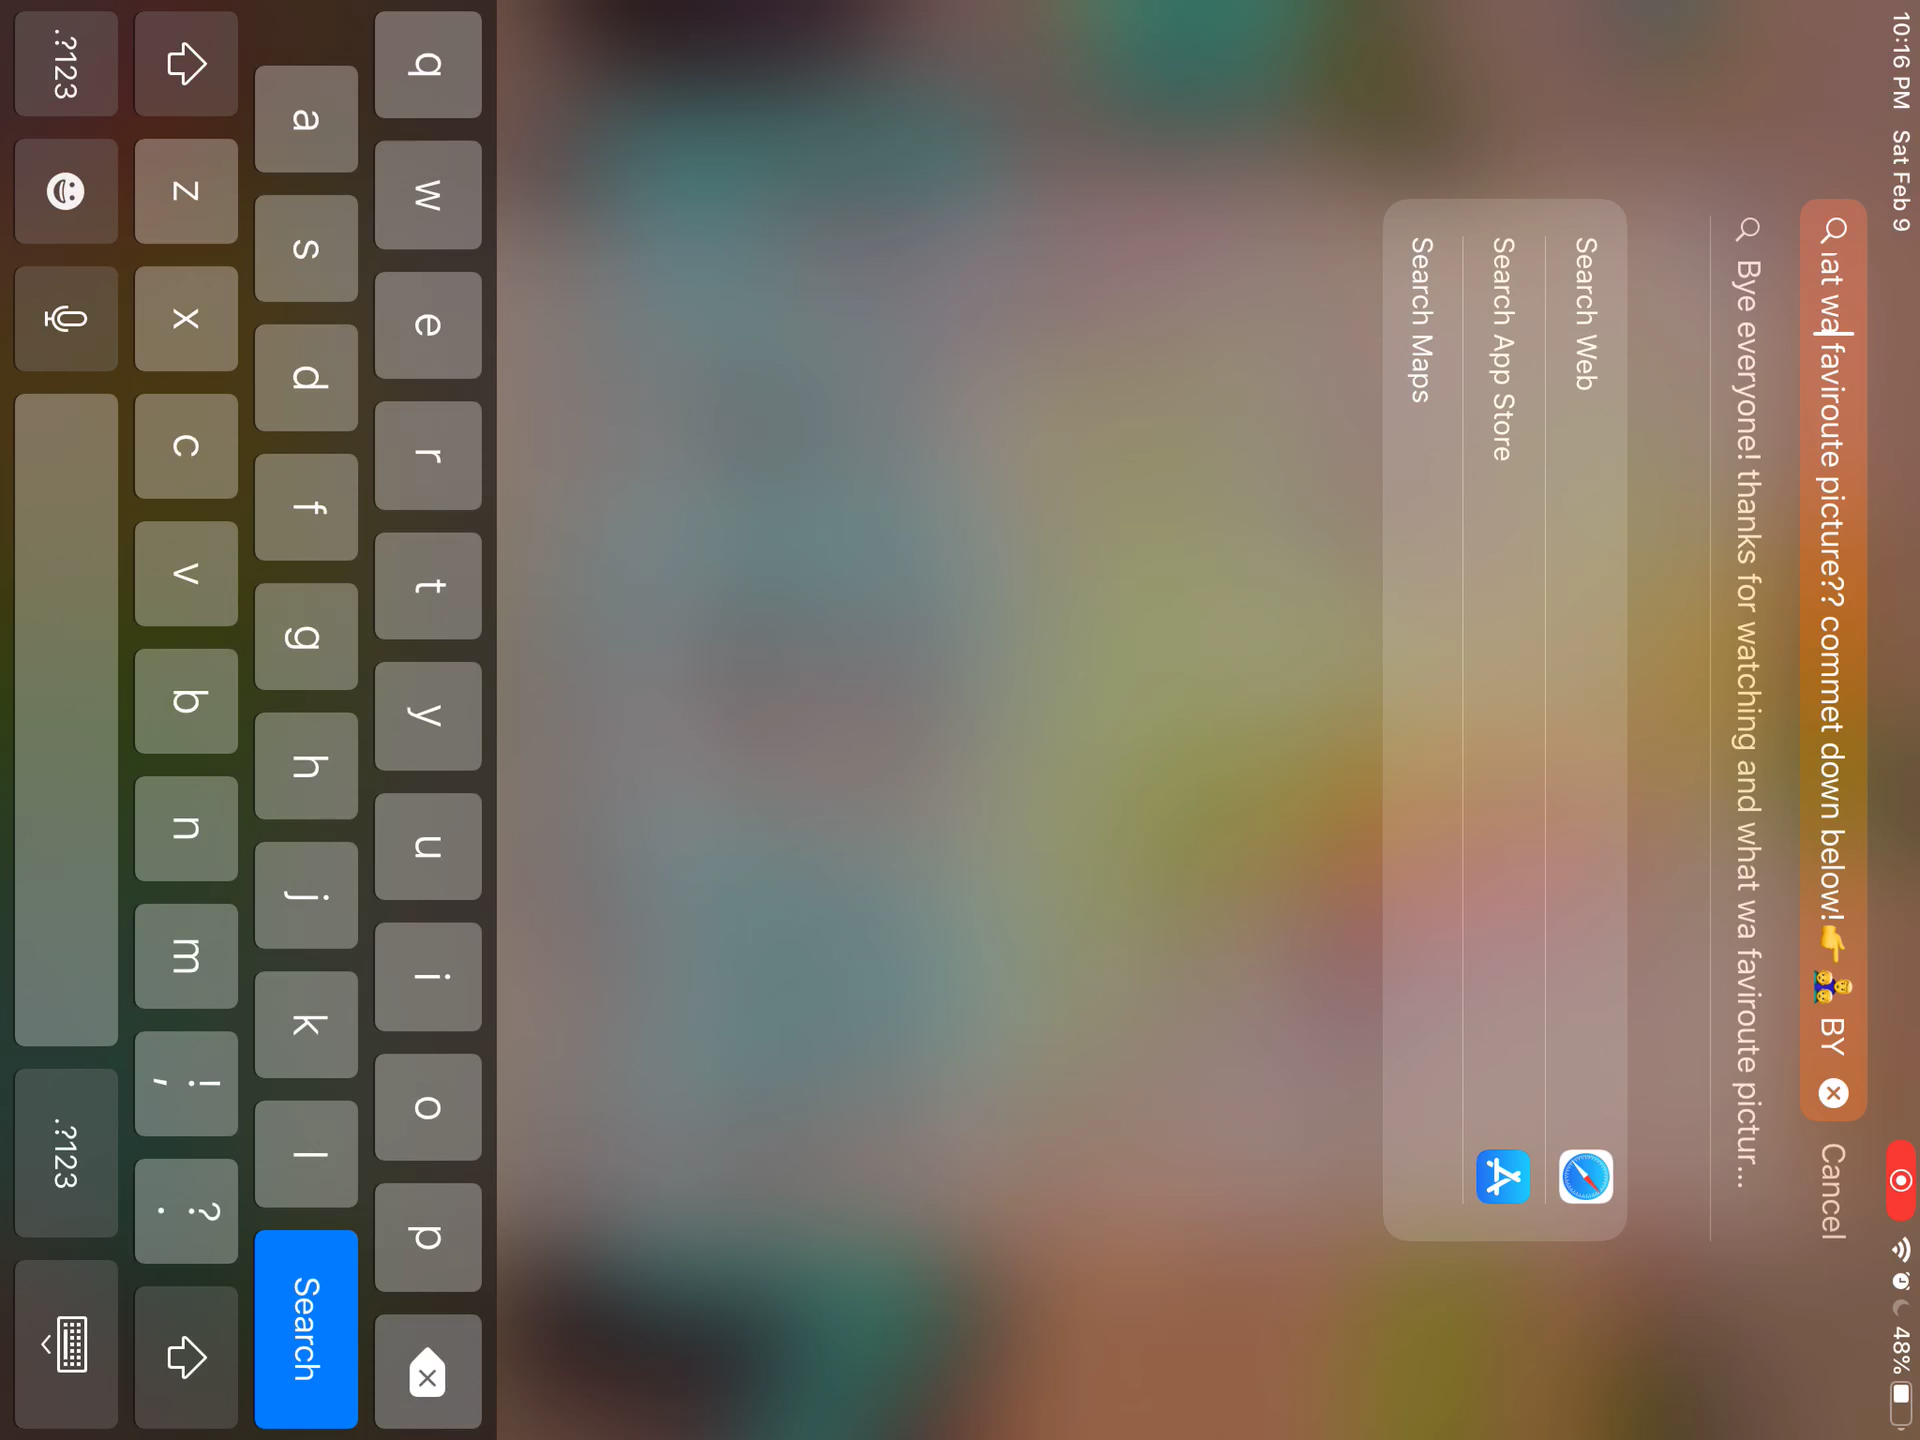 10:16 PM Sat Feb 9
48%
wa faviroute picture?? commet down below!👉👨‍👦‍👦 BY
Cancel
Bye everyone! thanks for watching and what wa faviroute pictur...
Search Web
Search App Store
Search Maps
q w e r t y u i o p
a s d f g h j k l Search
z x c v b n m ! , ? .
.?123 .?123